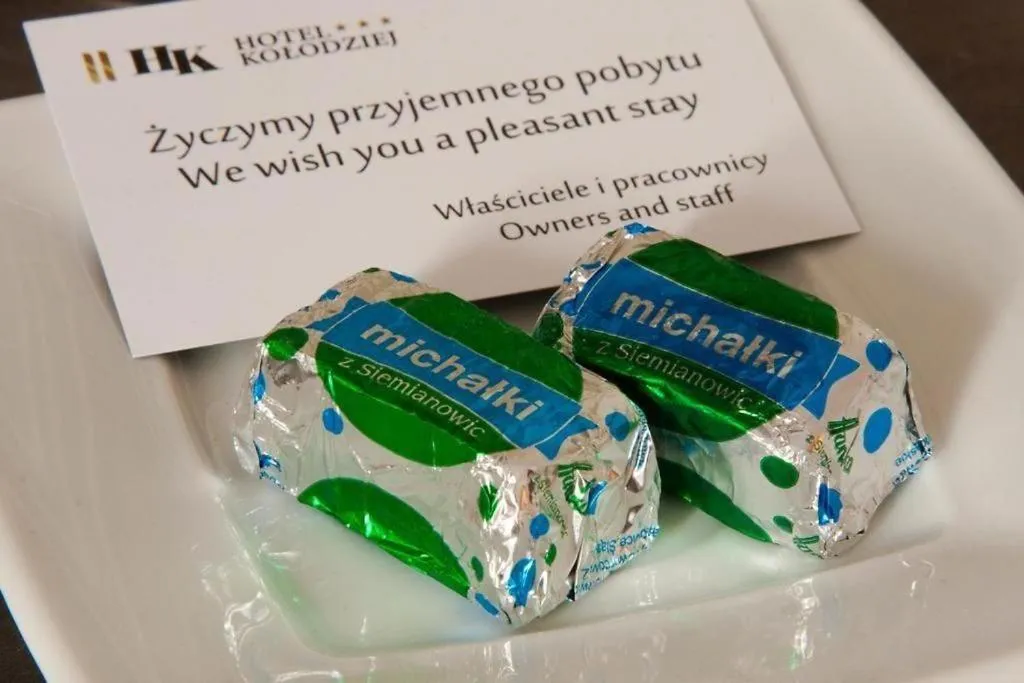 HK HOTEL ***
KOŁODZIEJ
Życzymy przyjemnego pobytu
We wish you a pleasant stay
Właściciele i pracownicy
Owners and staff
michałki
z Siemianowic
michałki
z Siemianowic
Hanka